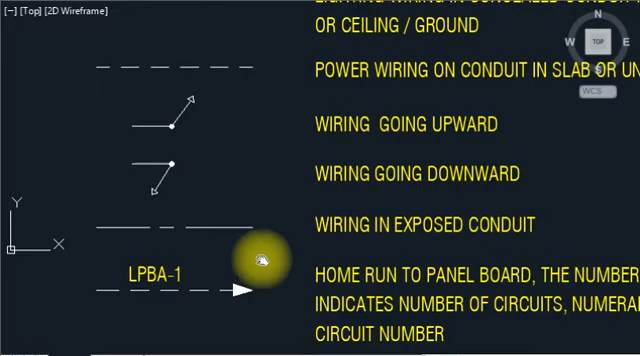 [−] [Top] [2D Wireframe]
OR CEILING / GROUND
N
W TOP E
S
POWER WIRING ON CONDUIT IN SLAB OR UN
WCS
WIRING GOING UPWARD
WIRING GOING DOWNWARD
Y
X
WIRING IN EXPOSED CONDUIT
LPBA-1
HOME RUN TO PANEL BOARD, THE NUMBER
INDICATES NUMBER OF CIRCUITS, NUMERA
CIRCUIT NUMBER